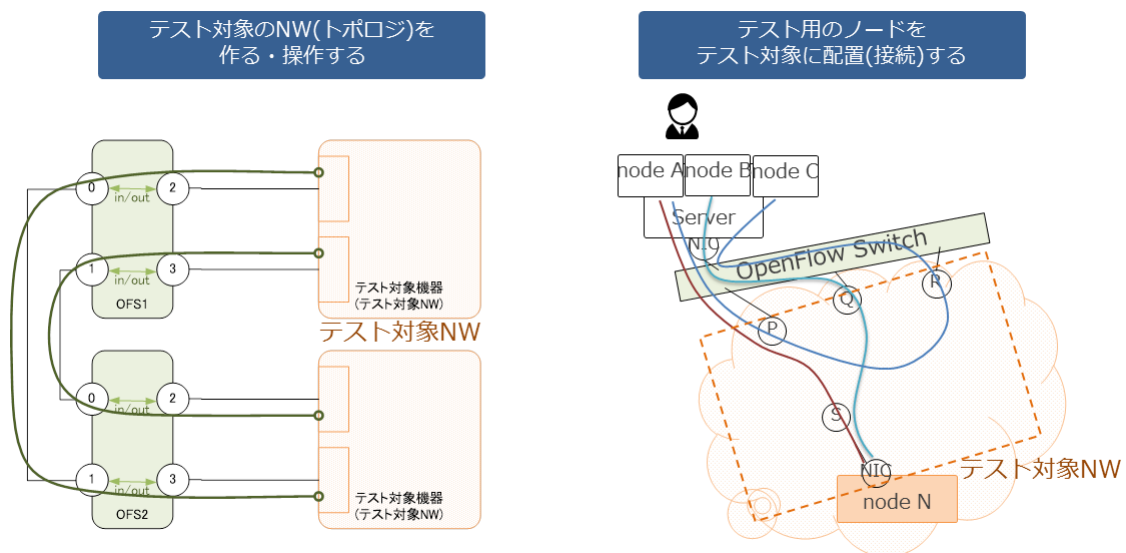 テスト対象のNW(トポロジ)を
作る・操作する
0
in/out
2
1
in/out
3
OFS1
テスト対象機器
(テスト対象NW)
テスト対象NW
0
in/out
2
1
in/out
3
OFS2
テスト対象機器
(テスト対象NW)
テスト用のノードを
テスト対象に配置(接続)する
node A
node B
node C
Server
NIC
OpenFlow Switch
P
Q
R
S
NIC
node N
テスト対象NW